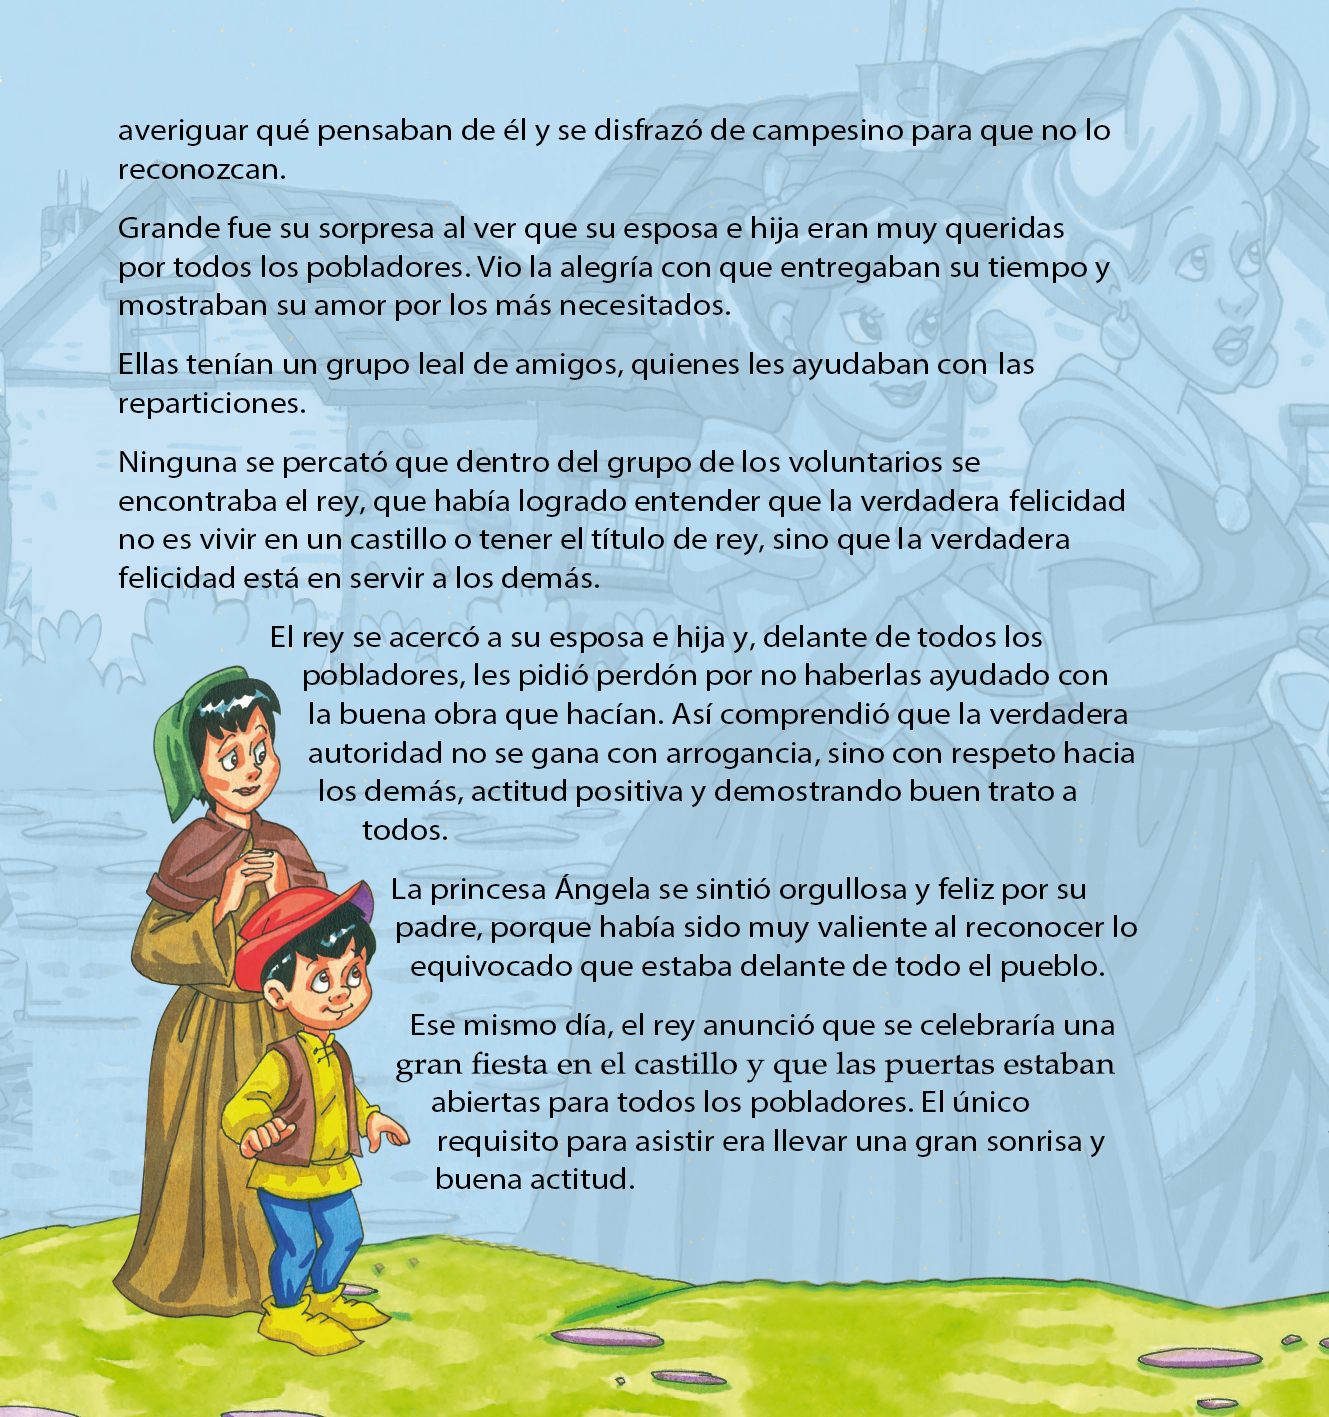 averiguar qué pensaban de él y se disfrazó de campesino para que no lo
reconozcan.
Grande fue su sorpresa al ver que su esposa e hija eran muy queridas
por todos los pobladores. Vio la alegría con que entregaban su tiempo y
mostraban su amor por los más necesitados.
Ellas tenían un grupo leal de amigos, quienes les ayudaban con las
reparticiones.
Ninguna se percató que dentro del grupo de los voluntarios se
encontraba el rey, que había logrado entender que la verdadera felicidad
no es vivir en un castillo o tener el título de rey, sino que la verdadera
felicidad está en servir a los demás.
El rey se acercó a su esposa e hija y, delante de todos los
pobladores, les pidió perdón por no haberlas ayudado con
la buena obra que hacían. Así comprendió que la verdadera
autoridad no se gana con arrogancia, sino con respeto hacia
los demás, actitud positiva y demostrando buen trato a
todos.
La princesa Ángela se sintió orgullosa y feliz por su
padre, porque había sido muy valiente al reconocer lo
equivocado que estaba delante de todo el pueblo.
Ese mismo día, el rey anunció que se celebraría una
gran fiesta en el castillo y que las puertas estaban
abiertas para todos los pobladores. El único
requisito para asistir era llevar una gran sonrisa y
buena actitud.